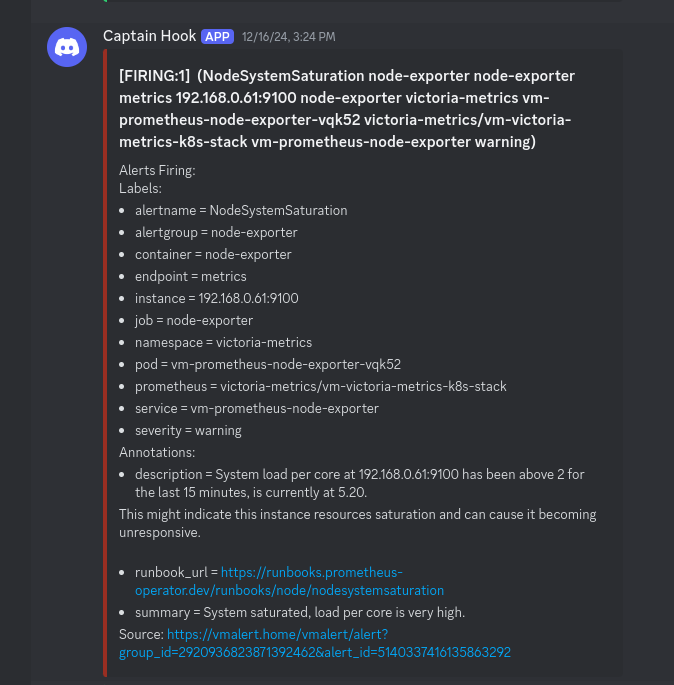 Captain Hook APP 12/16/24, 3:24 PM
[FIRING:1] (NodeSystemSaturation node-exporter node-exporter
metrics 192.168.0.61:9100 node-exporter victoria-metrics vm-
prometheus-node-exporter-vqk52 victoria-metrics/vm-victoria-
metrics-k8s-stack vm-prometheus-node-exporter warning)
Alerts Firing:
Labels:
• alertname = NodeSystemSaturation
• alertgroup = node-exporter
• container = node-exporter
• endpoint = metrics
• instance = 192.168.0.61:9100
• job = node-exporter
• namespace = victoria-metrics
• pod = vm-prometheus-node-exporter-vqk52
• prometheus = victoria-metrics/vm-victoria-metrics-k8s-stack
• service = vm-prometheus-node-exporter
• severity = warning
Annotations:
• description = System load per core at 192.168.0.61:9100 has been above 2 for
the last 15 minutes, is currently at 5.20.
This might indicate this instance resources saturation and can cause it becoming
unresponsive.
• runbook_url = https://runbooks.prometheus-
operator.dev/runbooks/node/nodesystemsaturation
• summary = System saturated, load per core is very high.
Source: https://vmalert.home/vmalert/alert?
group_id=2920936823871392462&alert_id=5140337416135863292